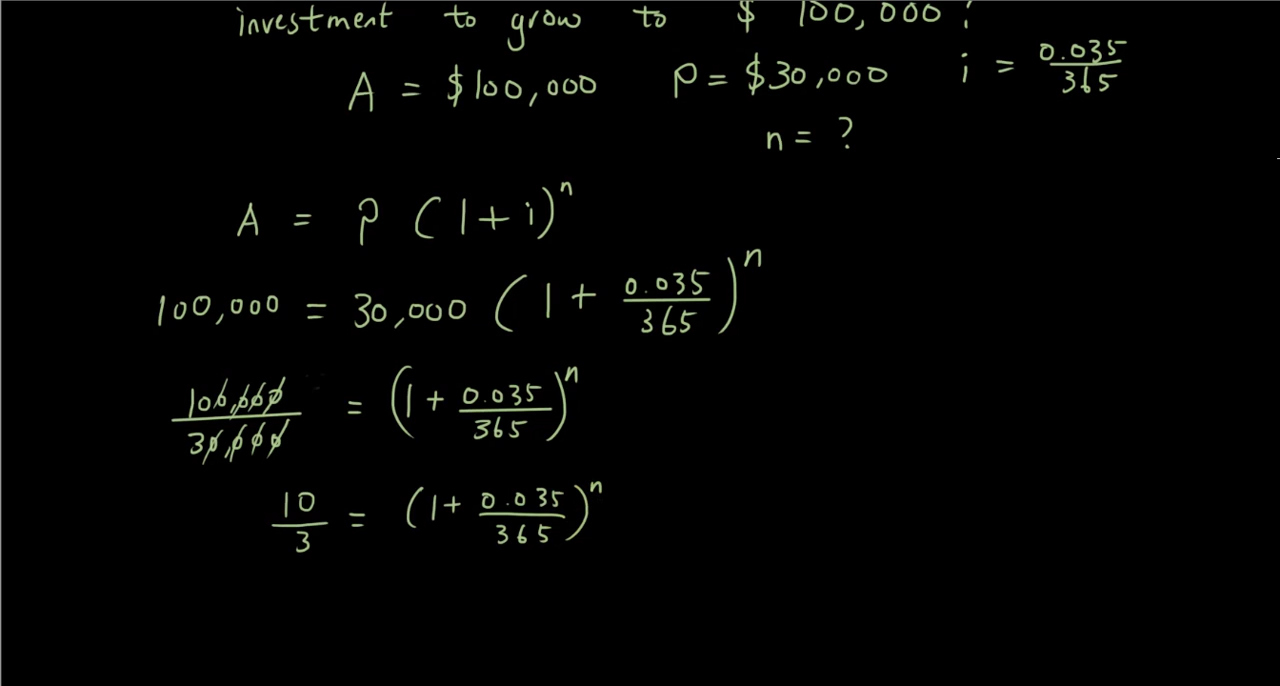 investment to grow to $ 100,000 ?
A = $100,000 P = $30,000 i = 0.035/365
n = ?
A = P (1+i)^n
100,000 = 30,000 (1 + 0.035/365)^n
100,000/30,000 = (1 + 0.035/365)^n
10/3 = (1+ 0.035/365)^n